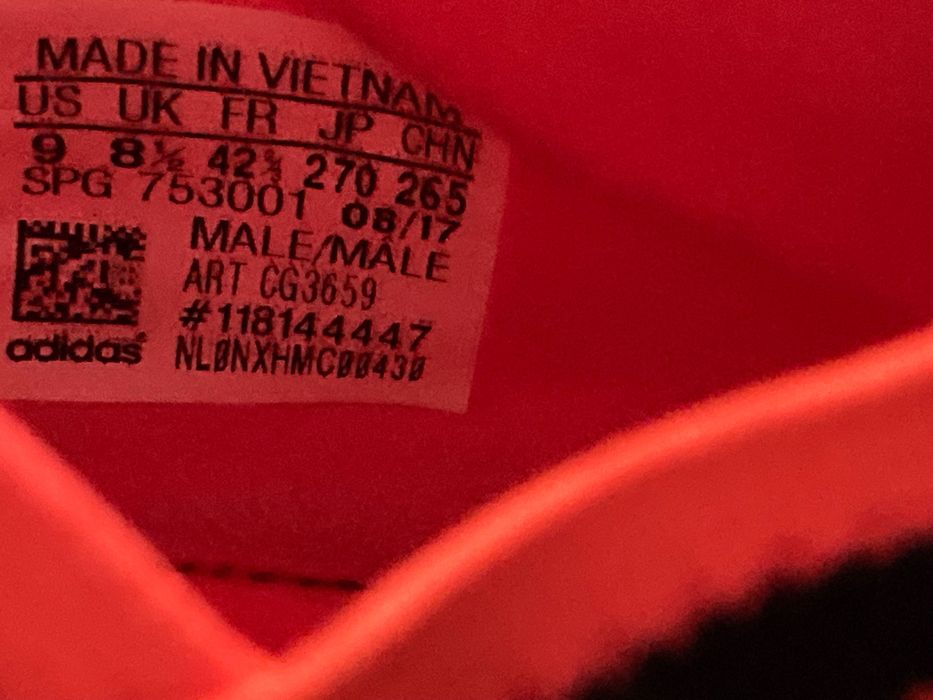 MADE IN VIETNAM
US UK FR JP CHN
9 8½ 42⅔ 270 265
SPG 753001 08/17
MALE/MÂLE
ART CG3659
#118144447
NL0NXHMC00430
adidas®